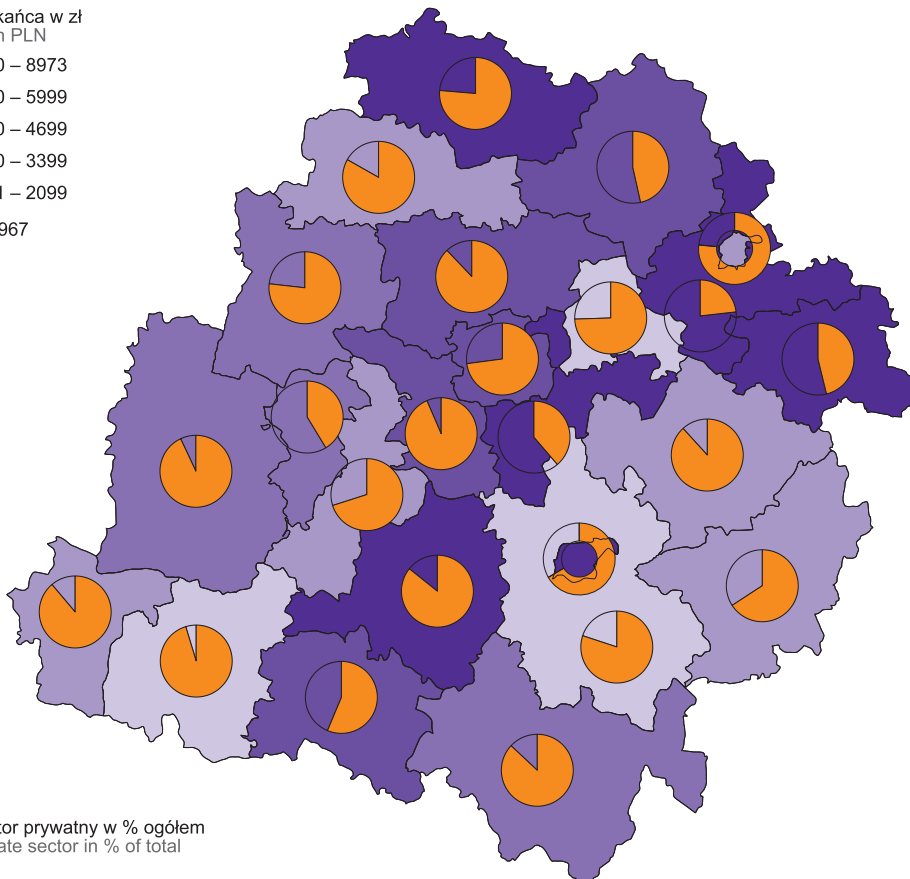 kańca w zł
n PLN
0 – 8973
0 – 5999
0 – 4699
0 – 3399
1 – 2099
967
tor prywatny w % ogółem
ate sector in % of total